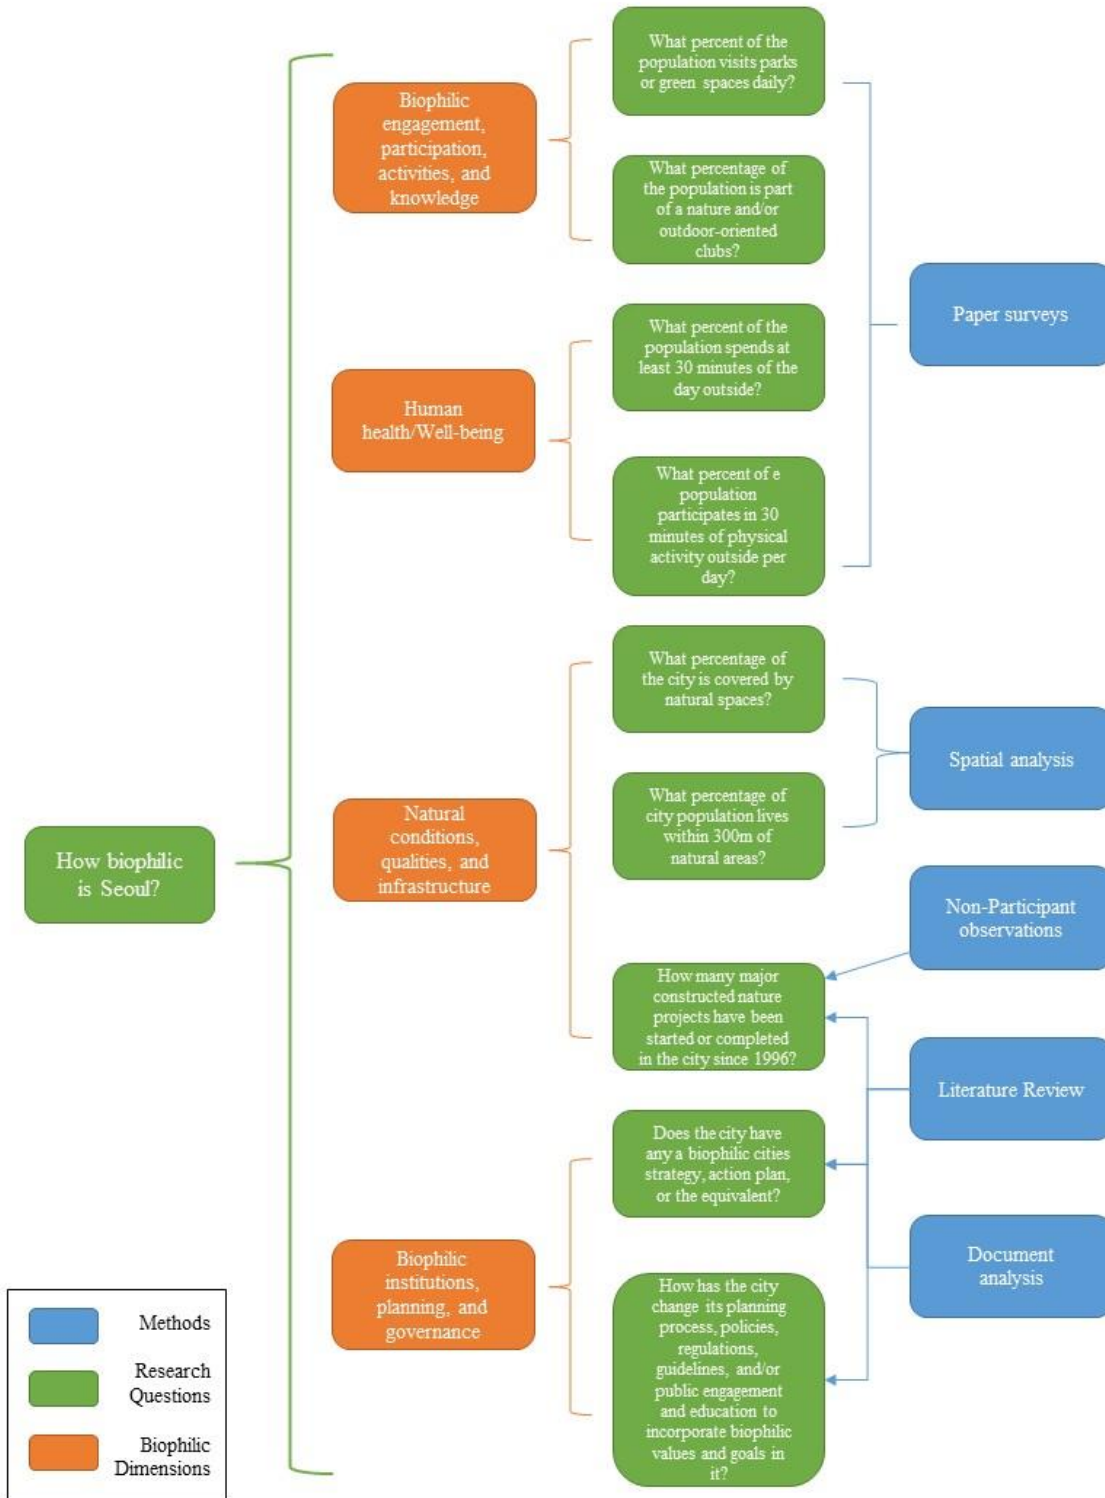 What percent of the
population visits parks
or green spaces daily?
Biophilic
engagement,
participation,
activities, and
knowledge
What percentage of
the population is part
of a nature and/or
outdoor-oriented
clubs?
Paper surveys
What percent of the
population spends at
least 30 minutes of the
day outside?
Human
health/Well-being
What percent of e
population
participates in 30
minutes of physical
activity outside per
day?
What percentage of
the city is covered by
natural spaces?
Spatial analysis
What percentage of
city population lives
within 300m of
natural areas?
Natural
conditions,
qualities, and
infrastructure
How biophilic
is Seoul?
Non-Participant
observations
How many major
constructed nature
projects have been
started or completed
in the city since 1996?
Literature Review
Does the city have
any a biophilic cities
strategy, action plan,
or the equivalent?
Document
analysis
Biophilic
institutions,
planning, and
governance
How has the city
change its planning
process, policies,
regulations,
guidelines, and/or
public engagement
and education to
incorporate biophilic
values and goals in
it?
Methods
Research
Questions
Biophilic
Dimensions